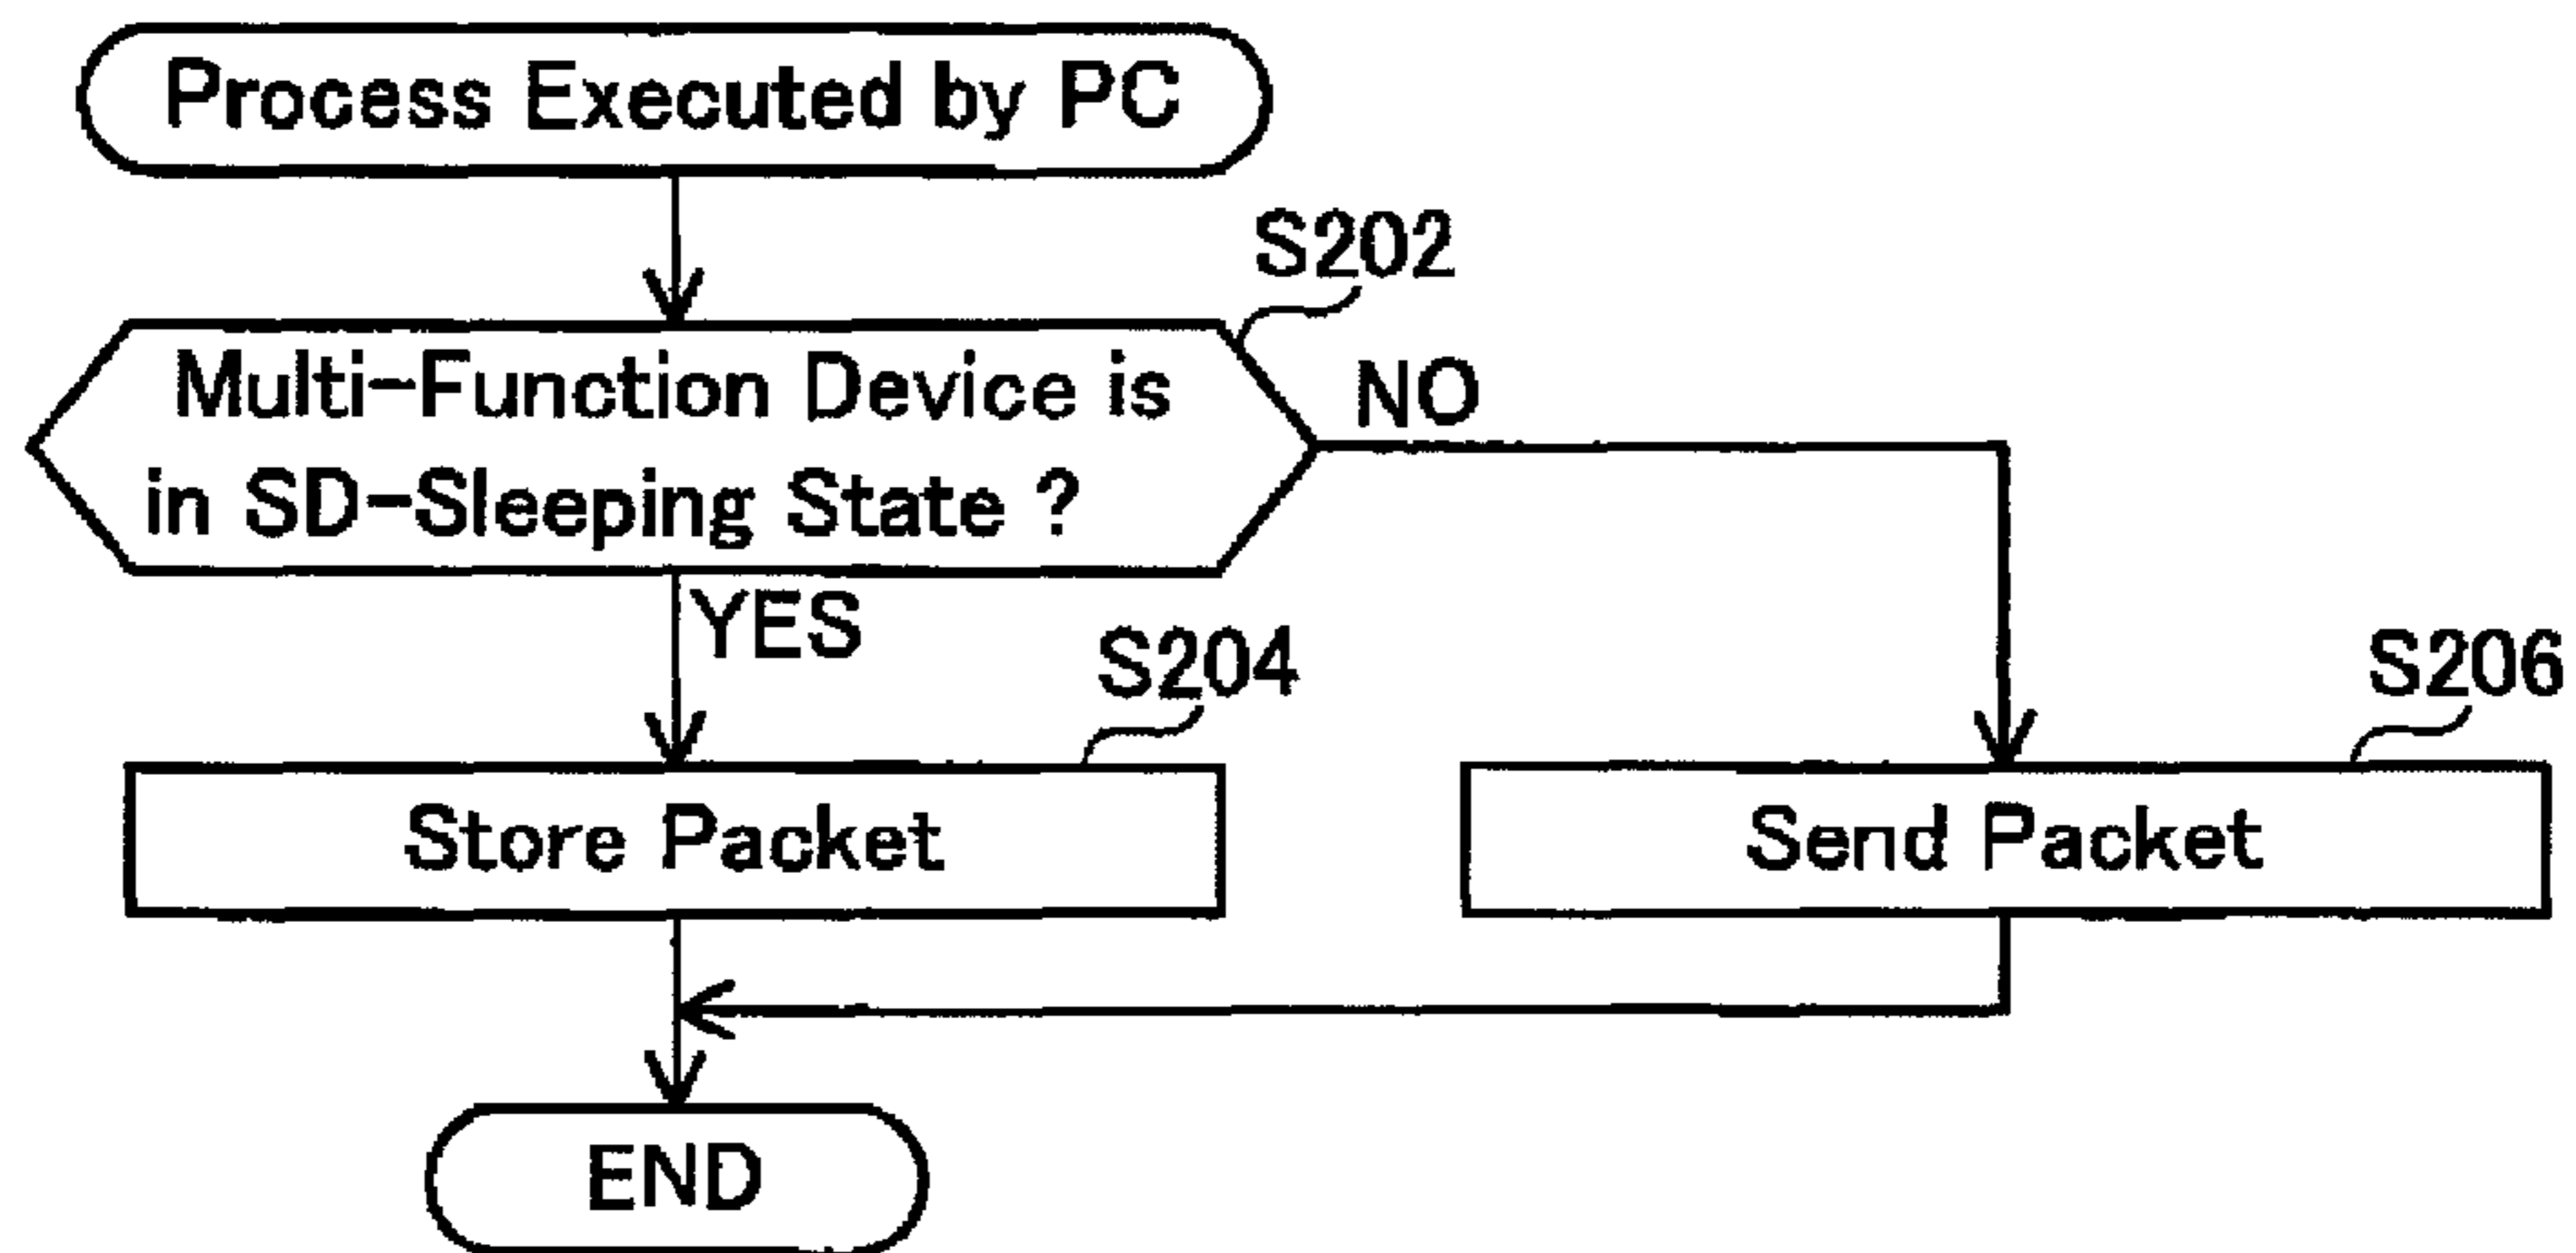 Process Executed by PC
S202
Multi-Function Device is
in SD-Sleeping State ?
NO
YES
S204
S206
Store Packet
Send Packet
END